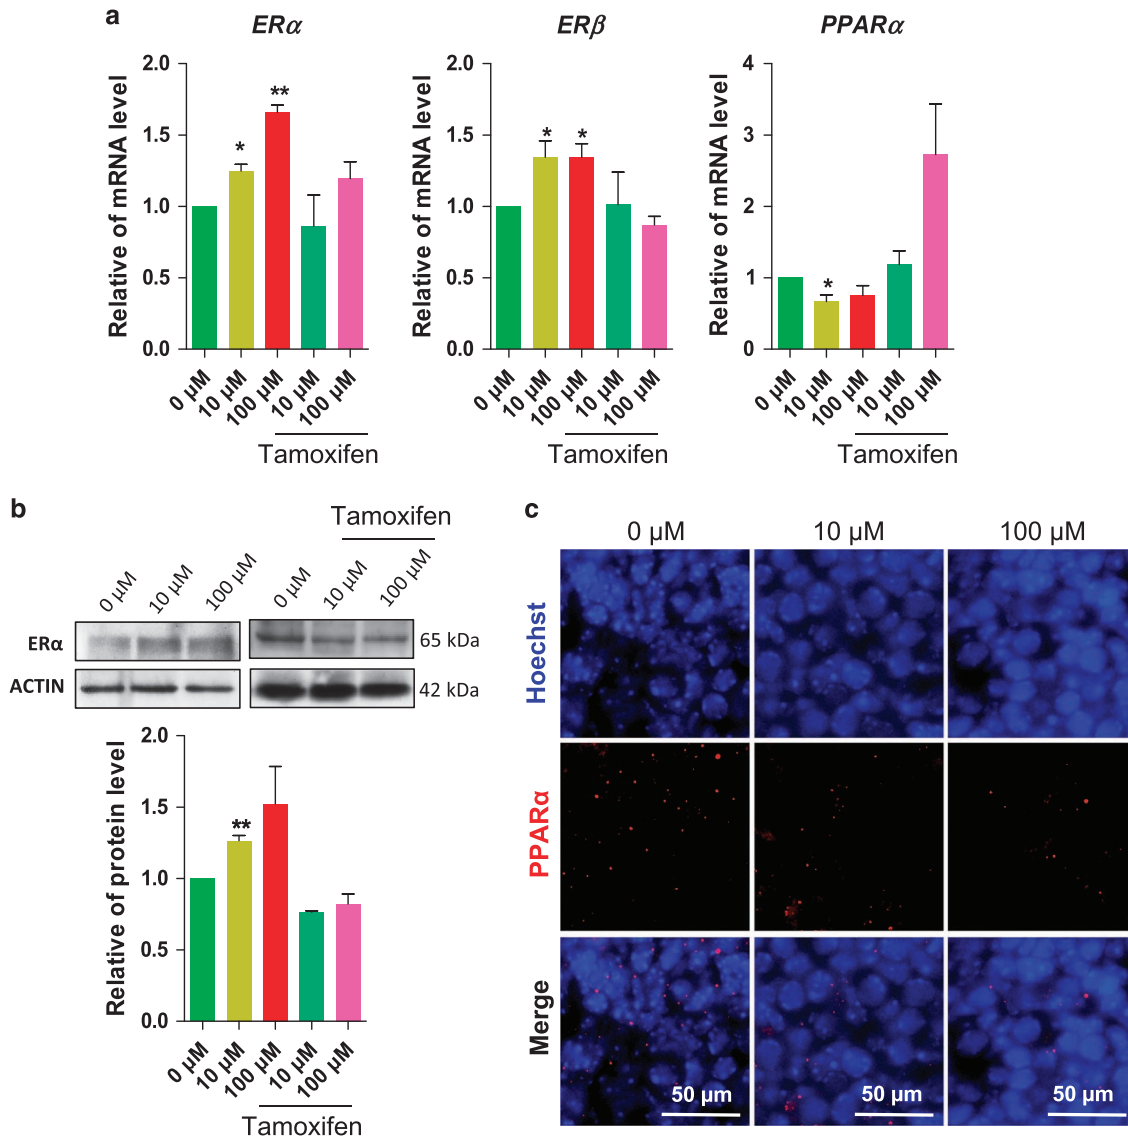 a
ERα
ERβ
PPARα
Relative of mRNA level
2.0
1.5
1.0
0.5
0.0
*
**
0 μM
10 μM
100 μM
10 μM
100 μM
Tamoxifen
Relative of mRNA level
2.0
1.5
1.0
0.5
0.0
*
*
0 μM
10 μM
100 μM
10 μM
100 μM
Tamoxifen
Relative of mRNA level
4
3
2
1
0
*
0 μM
10 μM
100 μM
10 μM
100 μM
Tamoxifen
b
Tamoxifen
0 μM
10 μM
100 μM
0 μM
10 μM
100 μM
ERα
65 kDa
ACTIN
42 kDa
Relative of protein level
2.0
1.5
1.0
0.5
0.0
**
0 μM
10 μM
100 μM
10 μM
100 μM
Tamoxifen
c
0 μM
10 μM
100 μM
Hoechst
PPARα
Merge
50 μm
50 μm
50 μm